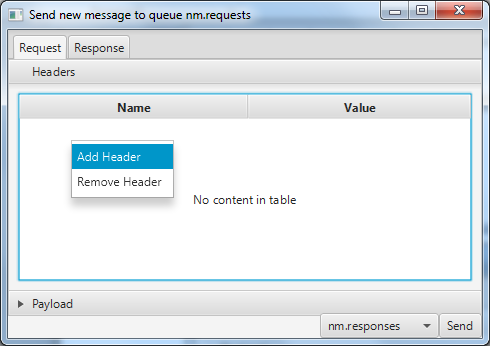 Send new message to queue nm.requests
Request Response
Headers
Name Value
Add Header
Remove Header
No content in table
Payload
nm.responses Send